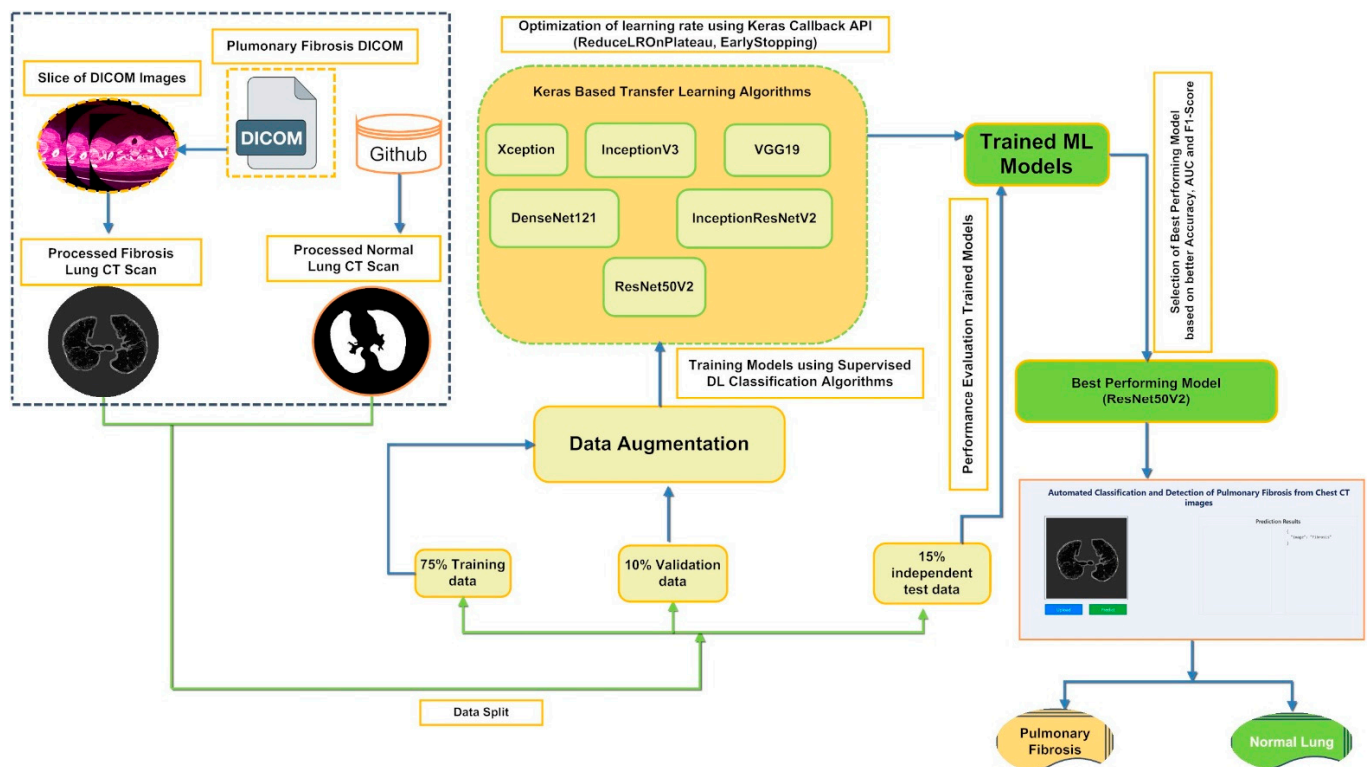 Plumonary Fibrosis DICOM
Slice of DICOM Images
DICOM
Github
Processed Fibrosis
Lung CT Scan
Processed Normal
Lung CT Scan
Optimization of learning rate using Keras Callback API
(ReduceLROnPlateau, EarlyStopping)
Keras Based Transfer Learning Algorithms
Xception
InceptionV3
VGG19
DenseNet121
InceptionResNetV2
ResNet50V2
Training Models using Supervised
DL Classification Algorithms
Data Augmentation
75% Training
data
10% Validation
data
15%
independent
test data
Data Split
Performance Evaluation Trained Models
Trained ML
Models
Selection of Best Performing Model
based on better Accuracy, AUC and F1-Score
Best Performing Model
(ResNet50V2)
Automated Classification and Detection of Pulmonary Fibrosis from Chest CT
images
Prediction Results
{
"image": "Fibrosis"
}
Upload
Predict
Pulmonary
Fibrosis
Normal Lung